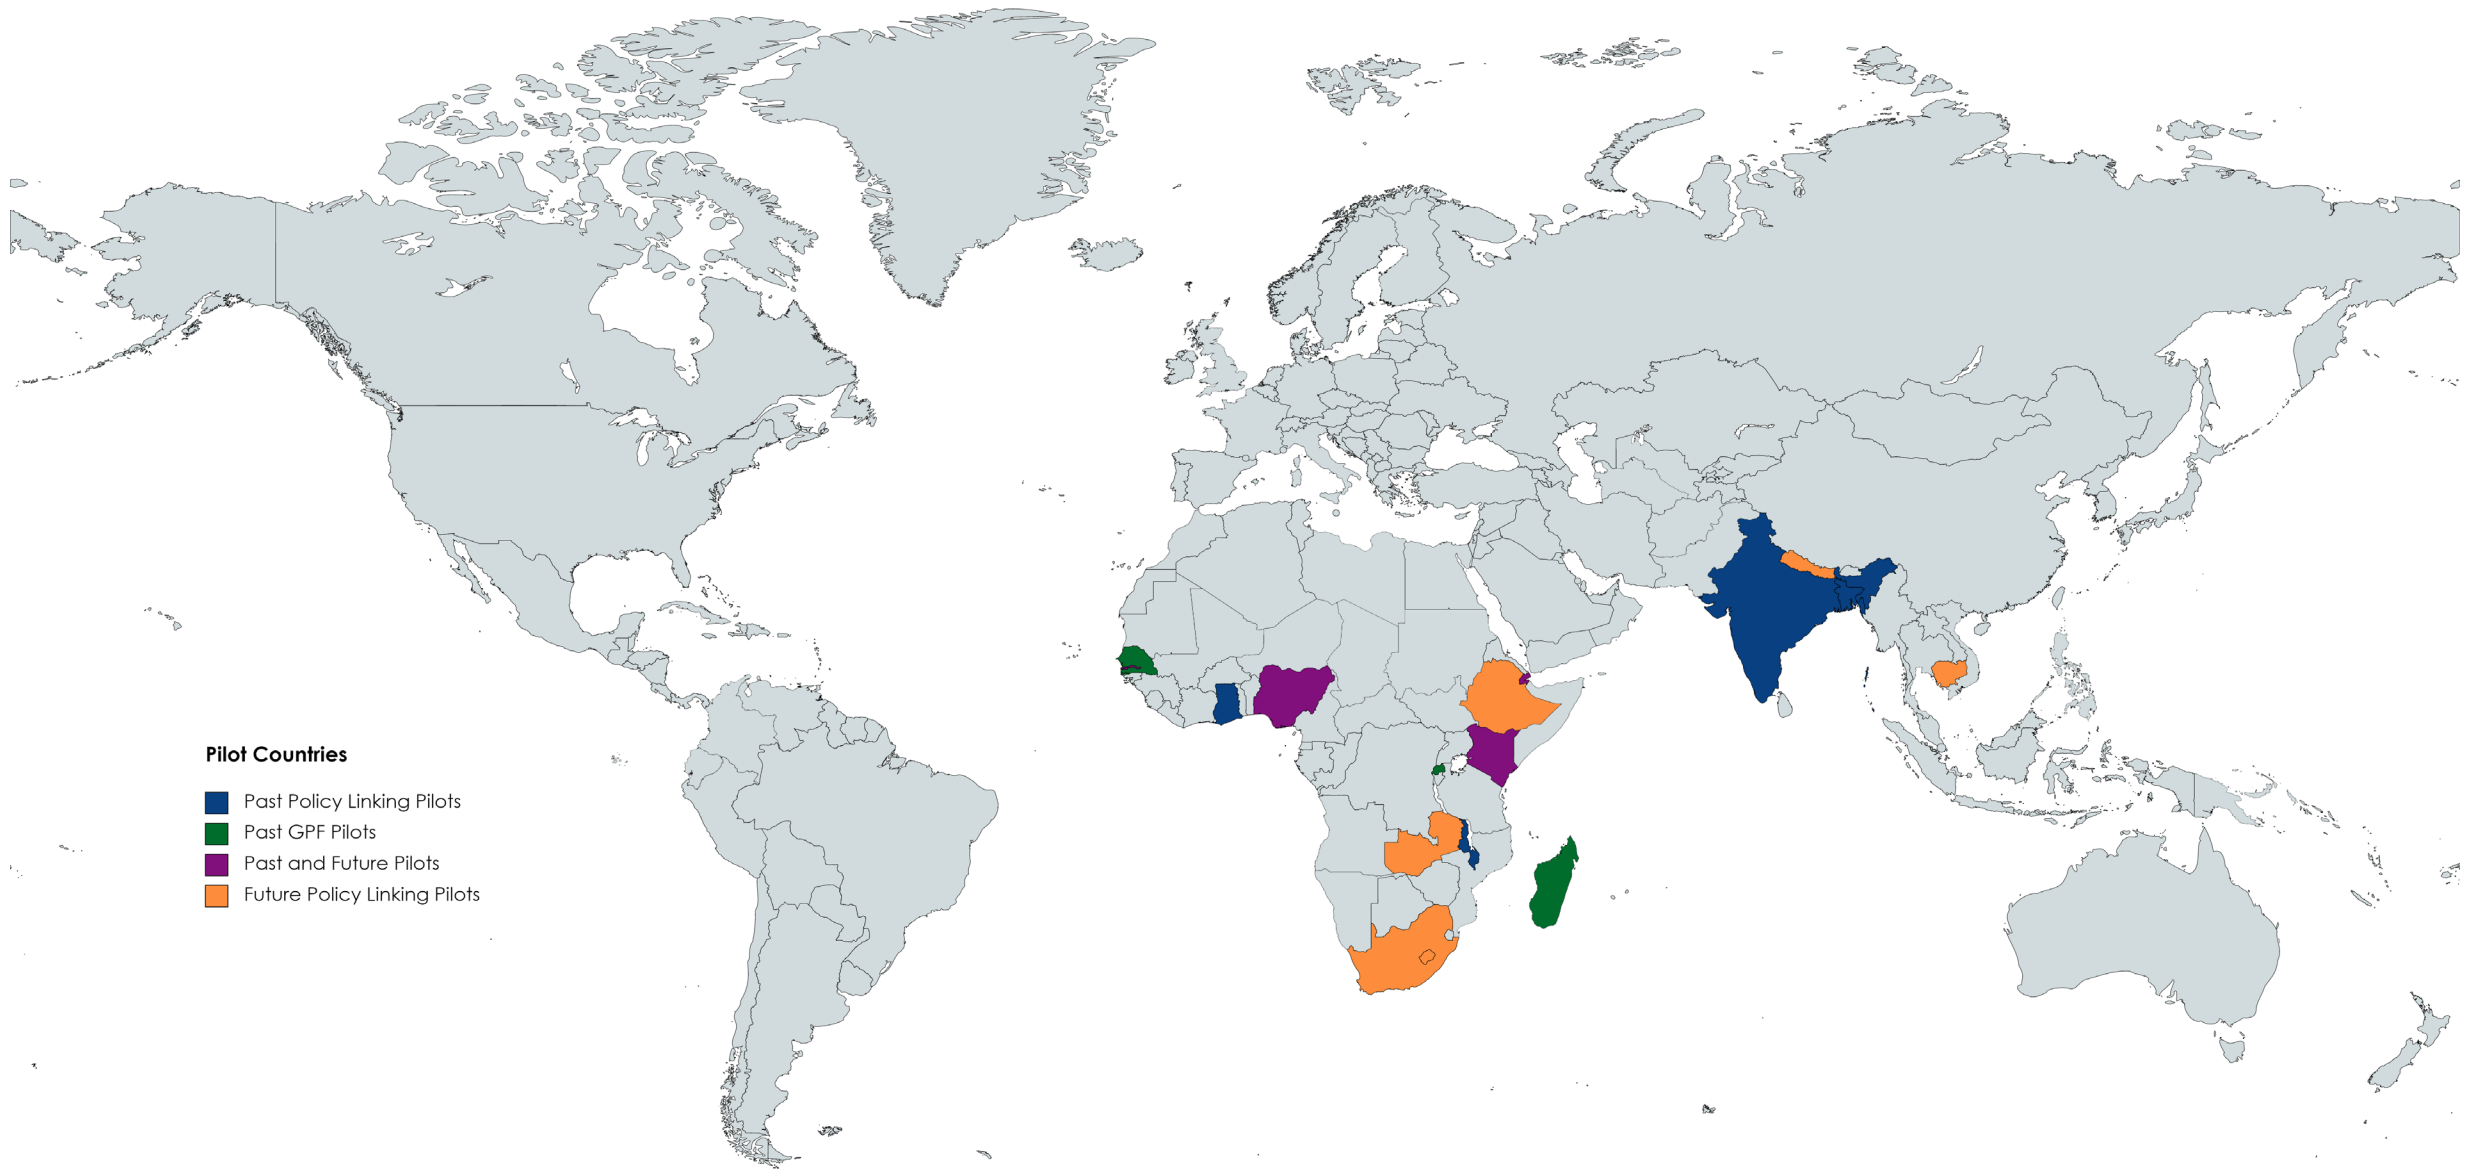 Pilot Countries
Past Policy Linking Pilots
Past GPF Pilots
Past and Future Pilots
Future Policy Linking Pilots